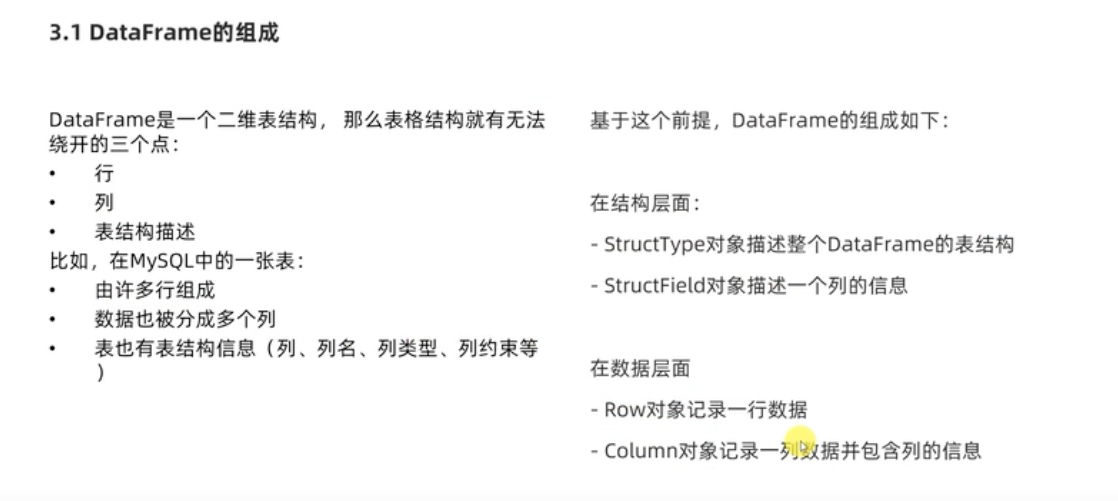 3.1 DataFrame的组成
DataFrame是一个二维表结构， 那么表格结构就有无法
绕开的三个点：
• 行
• 列
• 表结构描述
比如，在MySQL中的一张表：
• 由许多行组成
• 数据也被分成多个列
• 表也有表结构信息（列、列名、列类型、列约束等
）
基于这个前提，DataFrame的组成如下：
在结构层面：
- StructType对象描述整个DataFrame的表结构
- StructField对象描述一个列的信息
在数据层面
- Row对象记录一行数据
- Column对象记录一列数据并包含列的信息